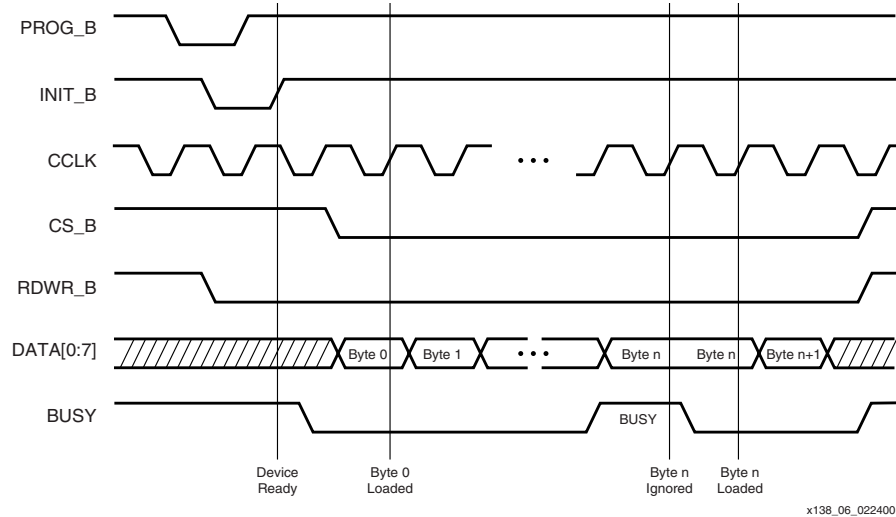 PROG_B
INIT_B
CCLK
CS_B
RDWR_B
DATA[0:7]
Byte 0
Byte 1
Byte n
Byte n
Byte n+1
BUSY
BUSY
Device
Ready
Byte 0
Loaded
Byte n
Ignored
Byte n
Loaded
x138_06_022400